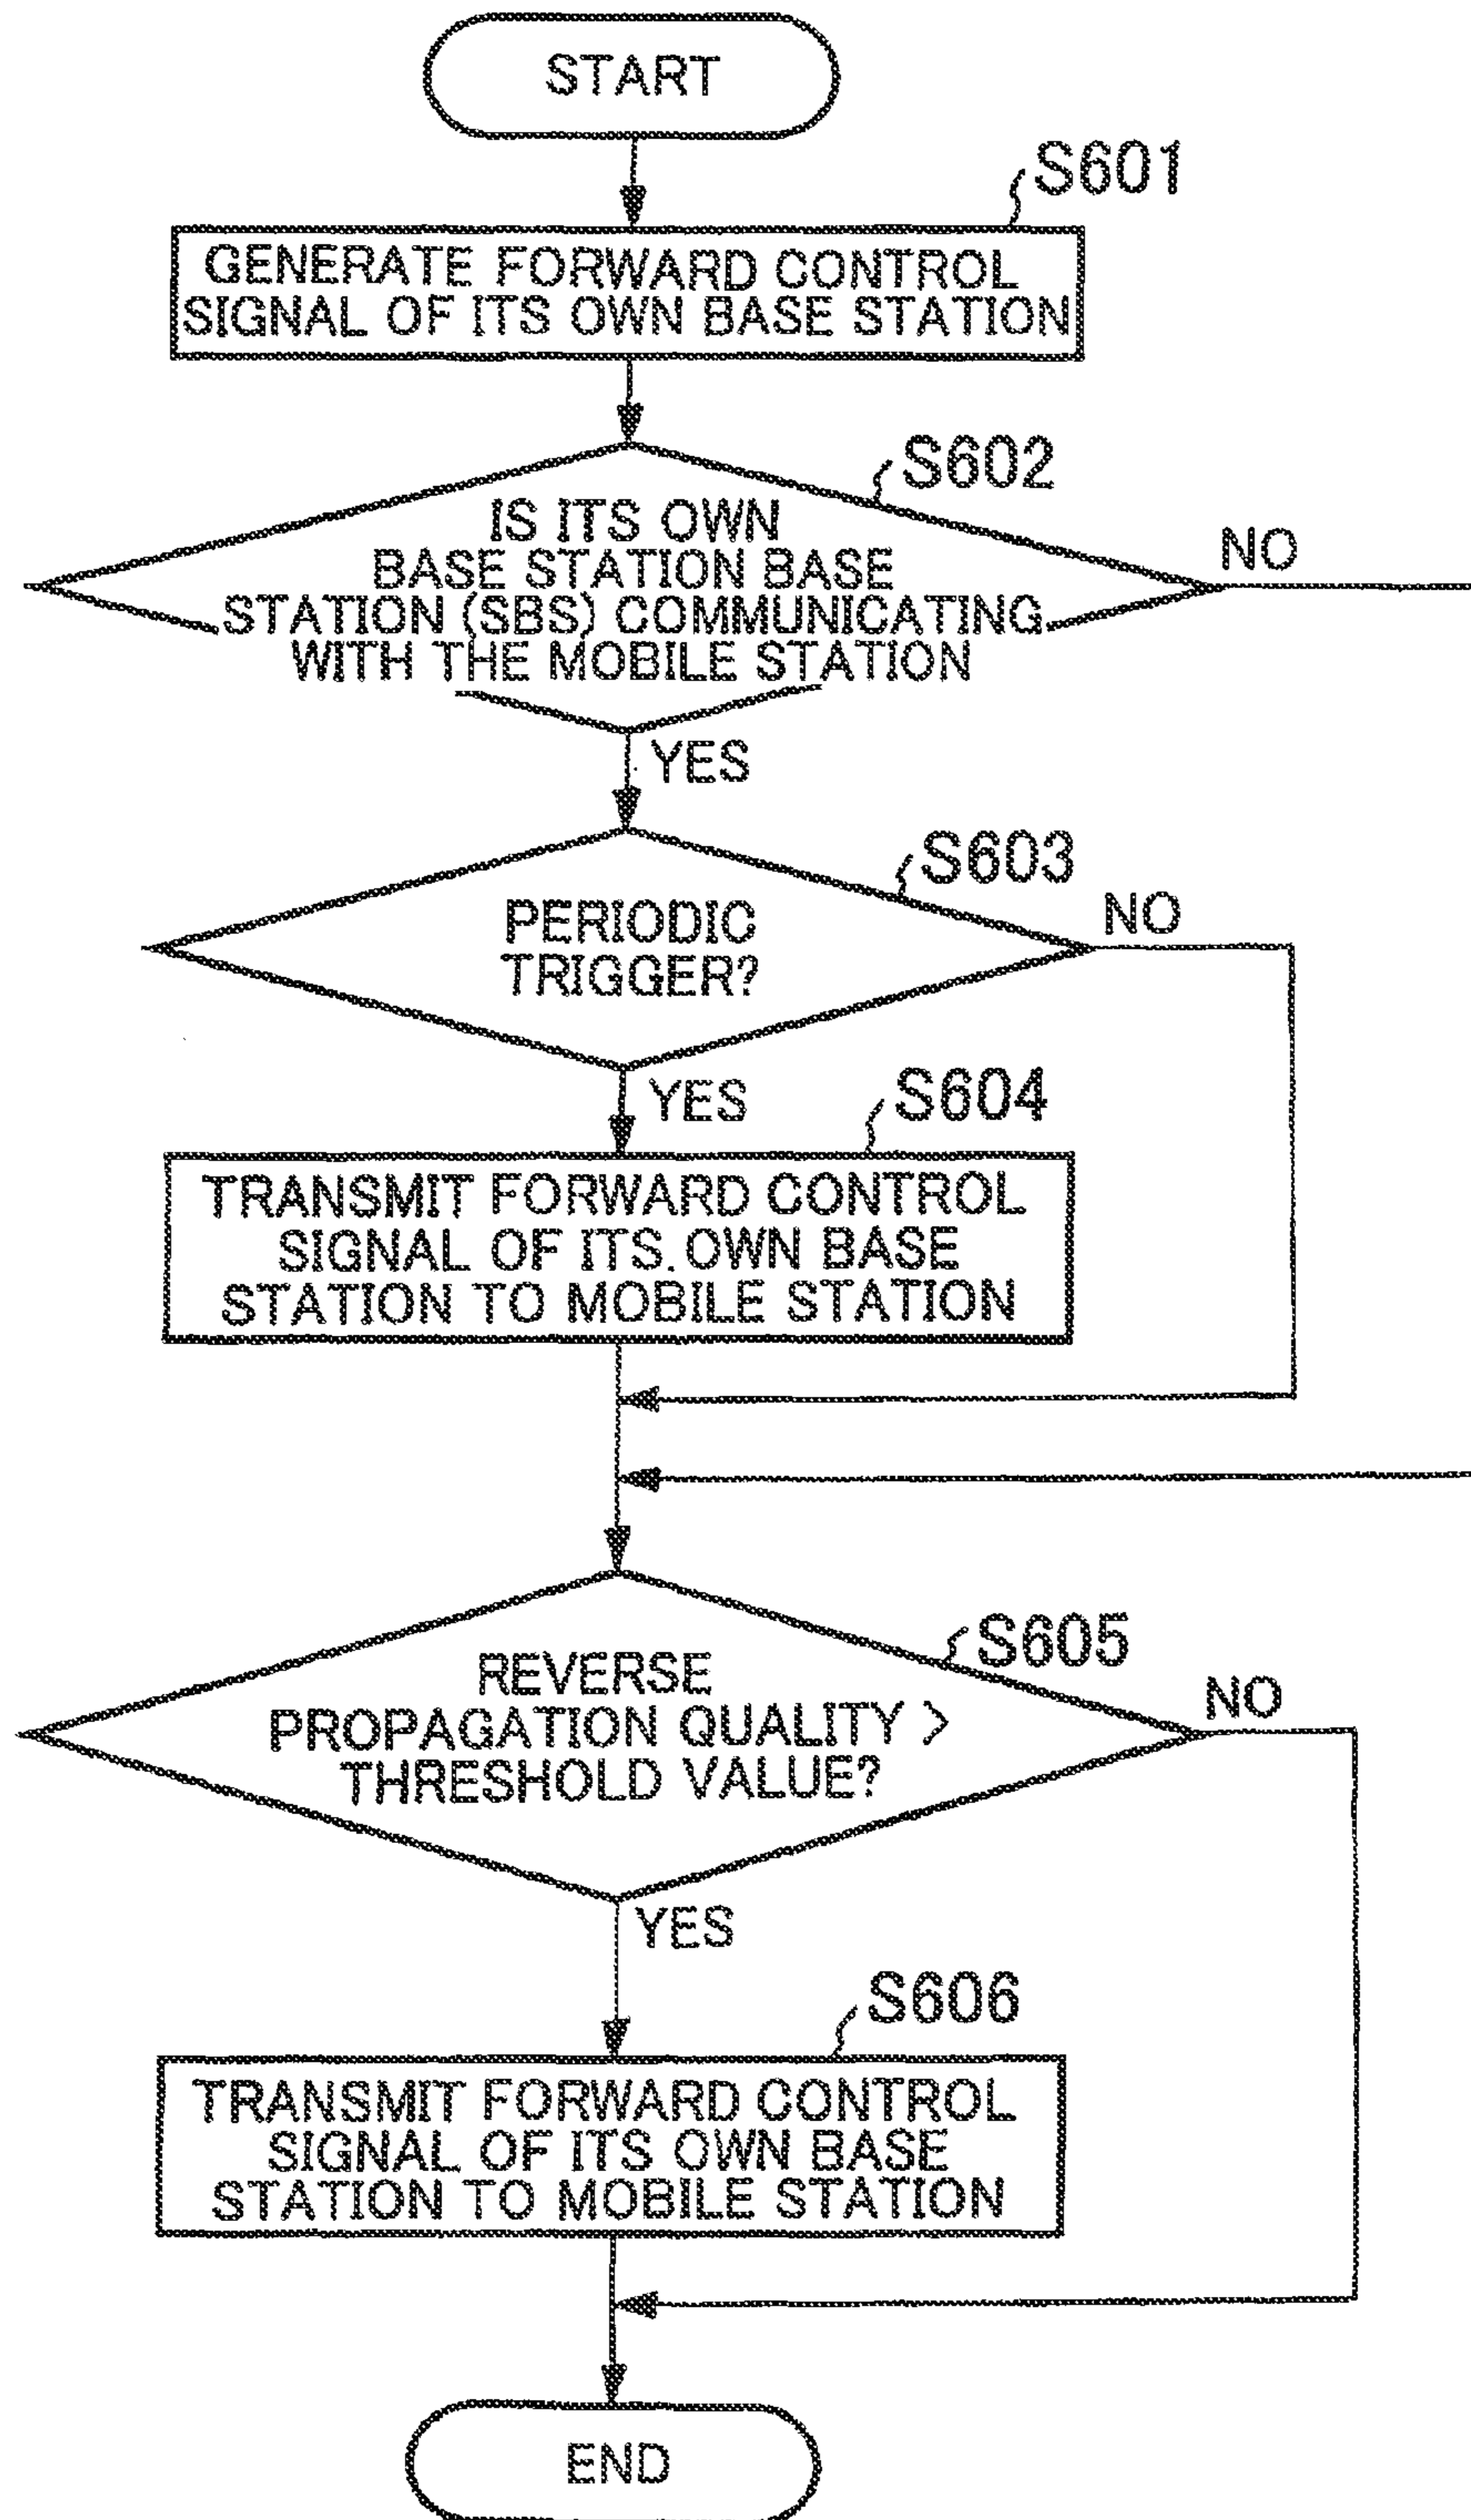 START
S601
GENERATE FORWARD CONTROL
SIGNAL OF ITS OWN BASE STATION
S602
IS ITS OWN
BASE STATION BASE
STATION (SBS) COMMUNICATING
WITH THE MOBILE STATION
NO
YES
S603
PERIODIC
TRIGGER?
NO
YES
S604
TRANSMIT FORWARD CONTROL
SIGNAL OF ITS OWN BASE
STATION TO MOBILE STATION
S605
REVERSE
PROPAGATION QUALITY >
THRESHOLD VALUE?
NO
YES
S606
TRANSMIT FORWARD CONTROL
SIGNAL OF ITS OWN BASE
STATION TO MOBILE STATION
END